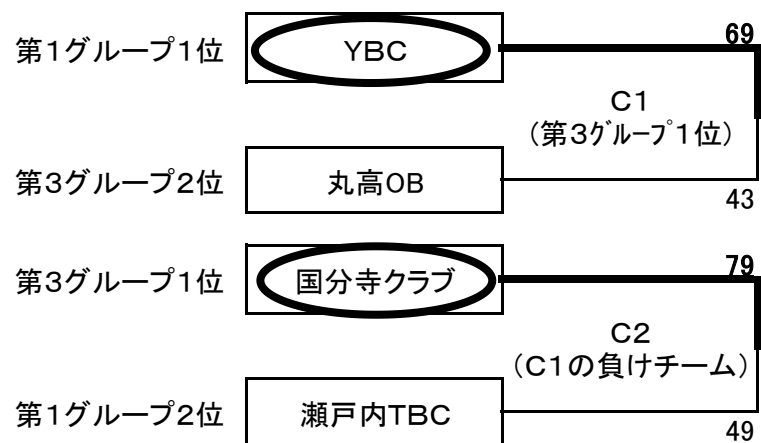 第1グループ1位 YBC 69
C1
(第3ｸﾞﾙｰﾌﾟ1位)
第3グループ2位 丸高OB 43
第3グループ1位 国分寺クラブ 79
C2
(C1の負けチーム)
第1グループ2位 瀬戸内TBC 49